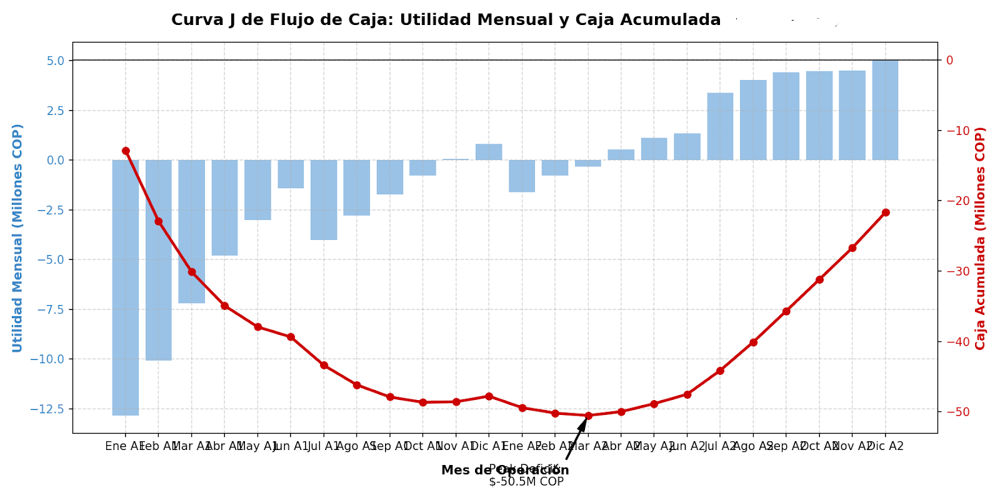 Curva J de Flujo de Caja: Utilidad Mensual y Caja Acumulada
Utilidad Mensual (Millones COP)
5.0
2.5
0.0
−2.5
−5.0
−7.5
−10.0
−12.5
0
−10
−20
−30
−40
−50
Caja Acumulada (Millones COP)
Ene A1 Feb A1 Mar A1 Abr A1 May A1 Jun A1 Jul A1 Ago A1 Sep A1 Oct A1 Nov A1 Dic A1 Ene A2 Feb A2 Mar A2 Abr A2 May A2 Jun A2 Jul A2 Ago A2 Sep A2 Oct A2 Nov A2 Dic A2
Mes de Operación
Peak Deficit:
$-50.5M COP